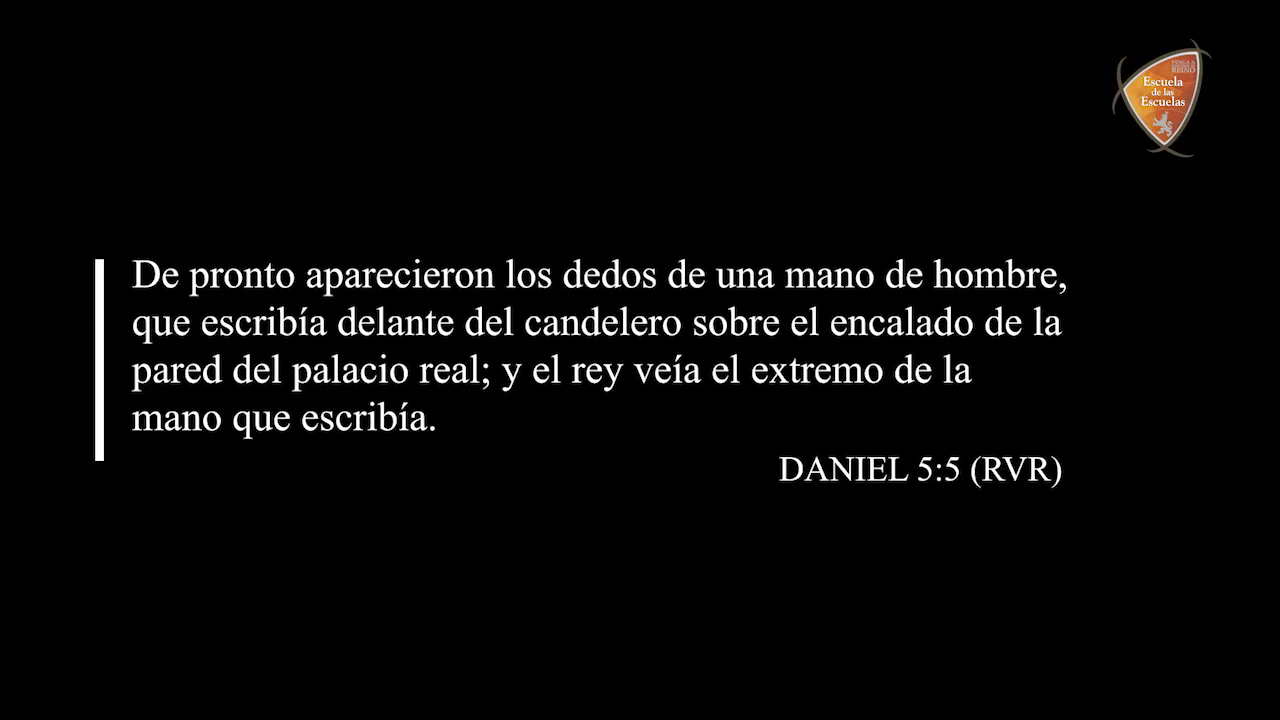 VENGA A
REINO
Escuela
de las
Escuelas
De pronto aparecieron los dedos de una mano de hombre,
que escribía delante del candelero sobre el encalado de la
pared del palacio real; y el rey veía el extremo de la
mano que escribía.
DANIEL 5:5 (RVR)